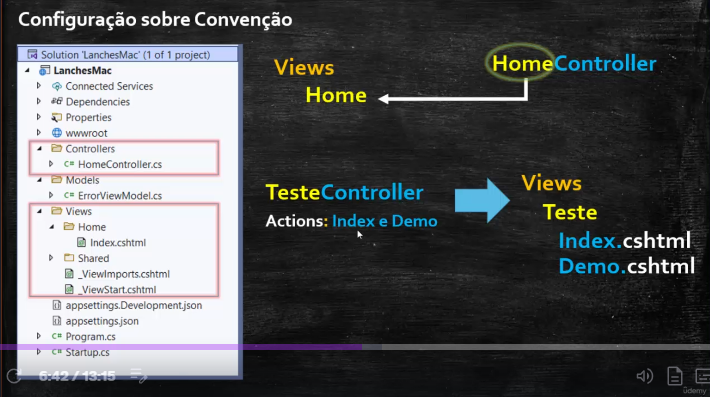 Configuração sobre Convenção
Solution 'LanchesMac' (1 of 1 project)
LanchesMac
Connected Services
Dependencies
Properties
wwwroot
Controllers
C# HomeController.cs
Models
C# ErrorViewModel.cs
Views
Home
Index.cshtml
Shared
_ViewImports.cshtml
_ViewStart.cshtml
appsettings.Development.json
appsettings.json
C# Program.cs
C# Startup.cs
Views
Home
HomeController
TesteController
Actions: Index e Demo
Views
Teste
Index.cshtml
Demo.cshtml
6:42 / 13:15
ûdemy